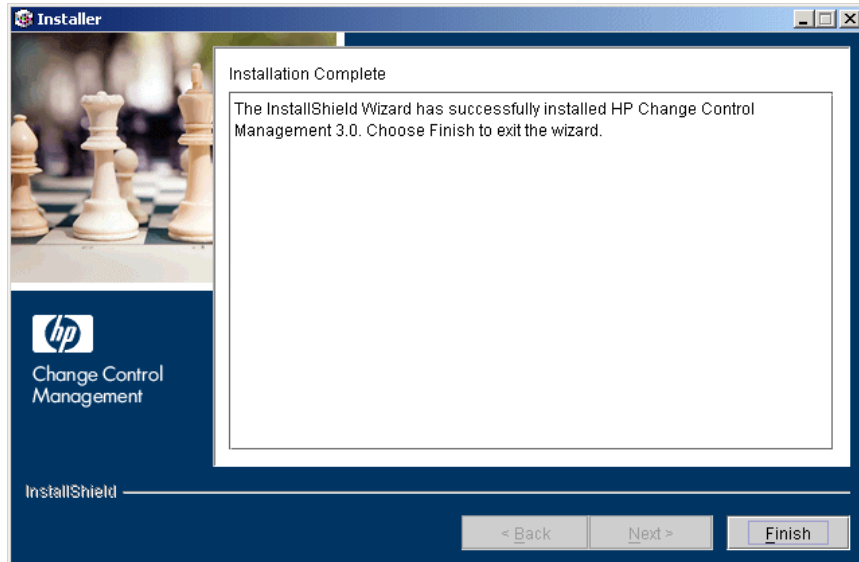 Installer
Installation Complete
The InstallShield Wizard has successfully installed HP Change Control
Management 3.0. Choose Finish to exit the wizard.
hp
Change Control
Management
InstallShield
< Back
Next >
Finish